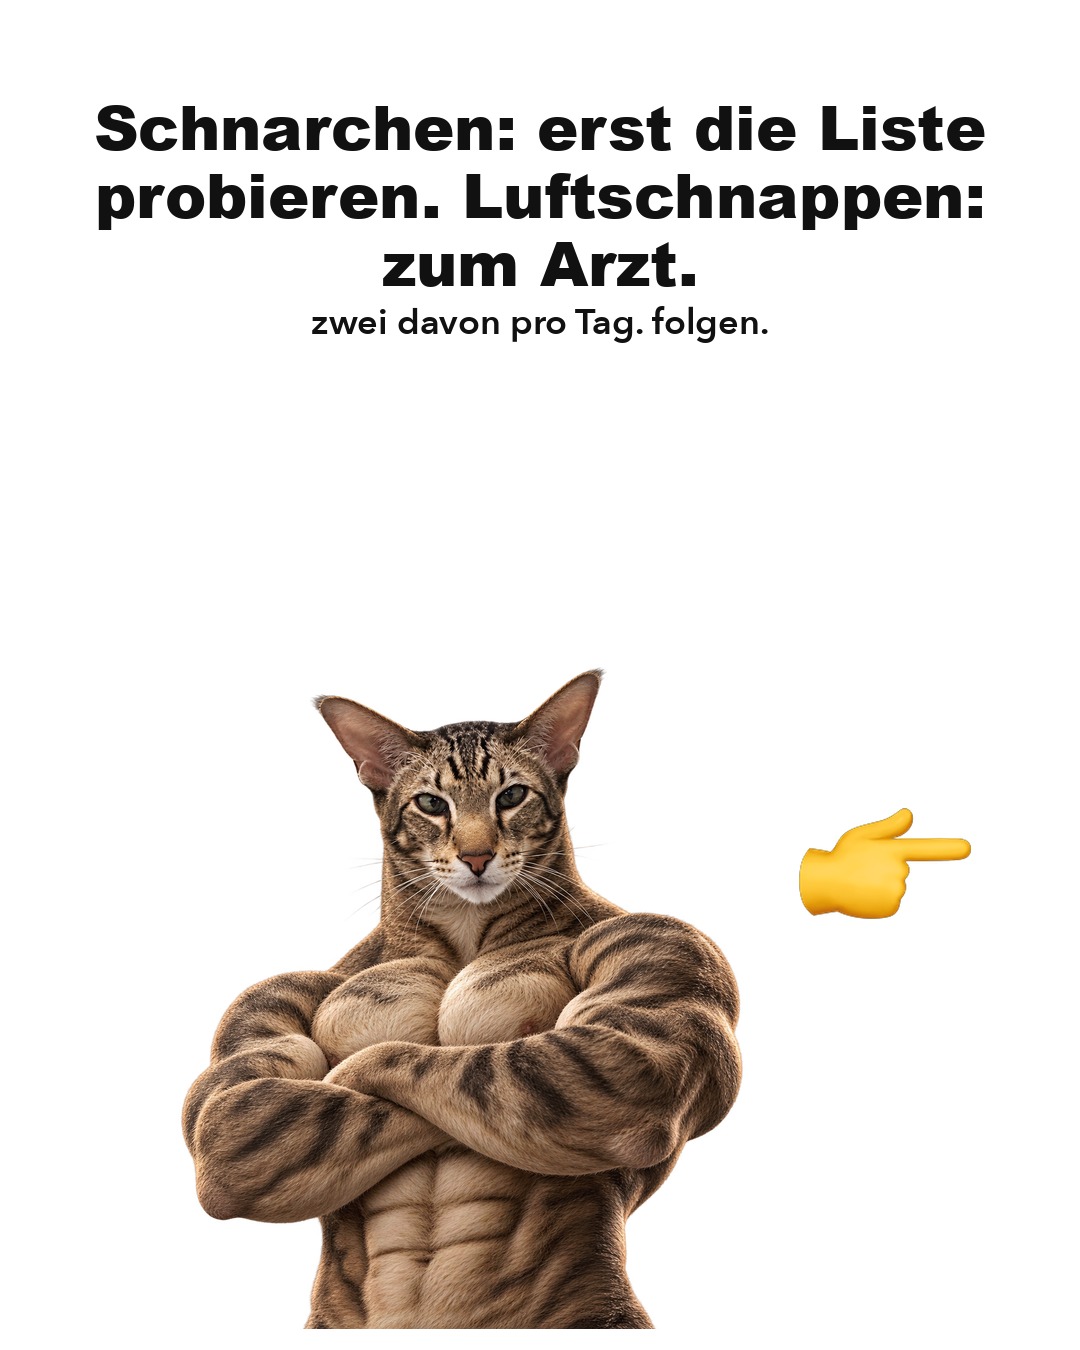 Schnarchen: erst die Liste
probieren. Luftschnappen:
zum Arzt.
zwei davon pro Tag. folgen.